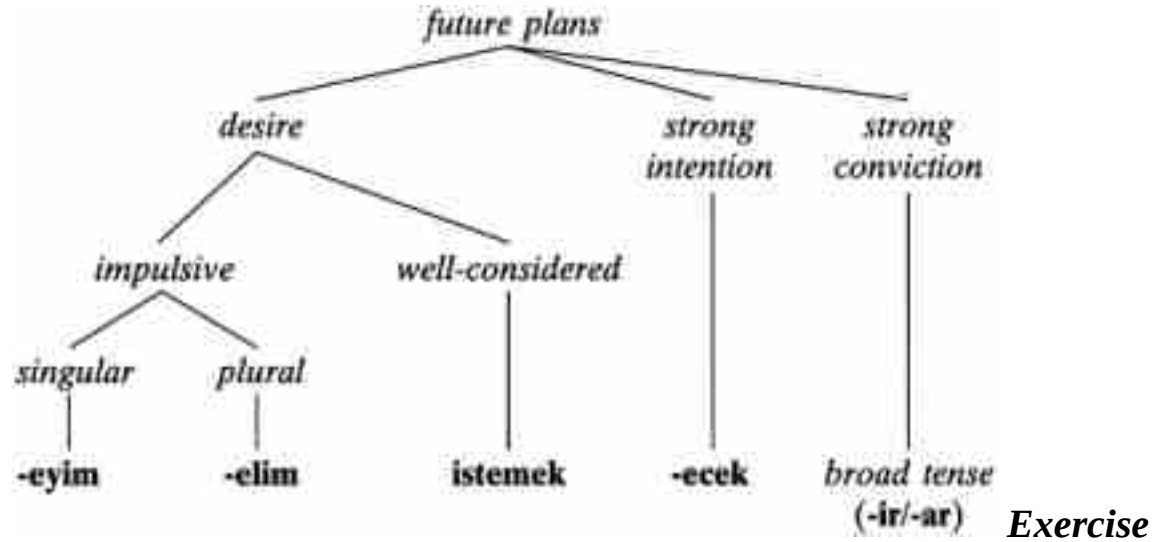 future plans
desire strong strong
intention conviction
impulsive well-considered
singular plural
-eyim -elim istemek -ecek broad tense
(-ir/-ar) Exercise